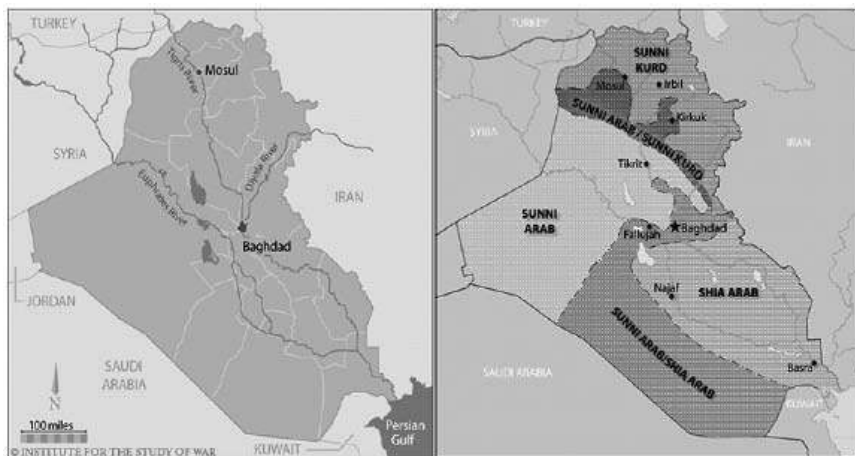 TURKEY
Mosul
Tigris River
SYRIA
Diyala River
Euphrates River
IRAN
Baghdad
JORDAN
SAUDI
ARABIA
N
100 miles
Persian
Gulf
KUWAIT
© INSTITUTE FOR THE STUDY OF WAR
TURKEY
SUNNI
KURD
Mosul
Irbil
Kirkuk
SUNNI ARAB / SUNNI KURD
SYRIA
IRAN
Tikrit
SUNNI
ARAB
Fallujah
Baghdad
SHIA ARAB
Najaf
SUNNI ARAB/SHIA ARAB
Basra
SAUDI ARABIA
KUWAIT